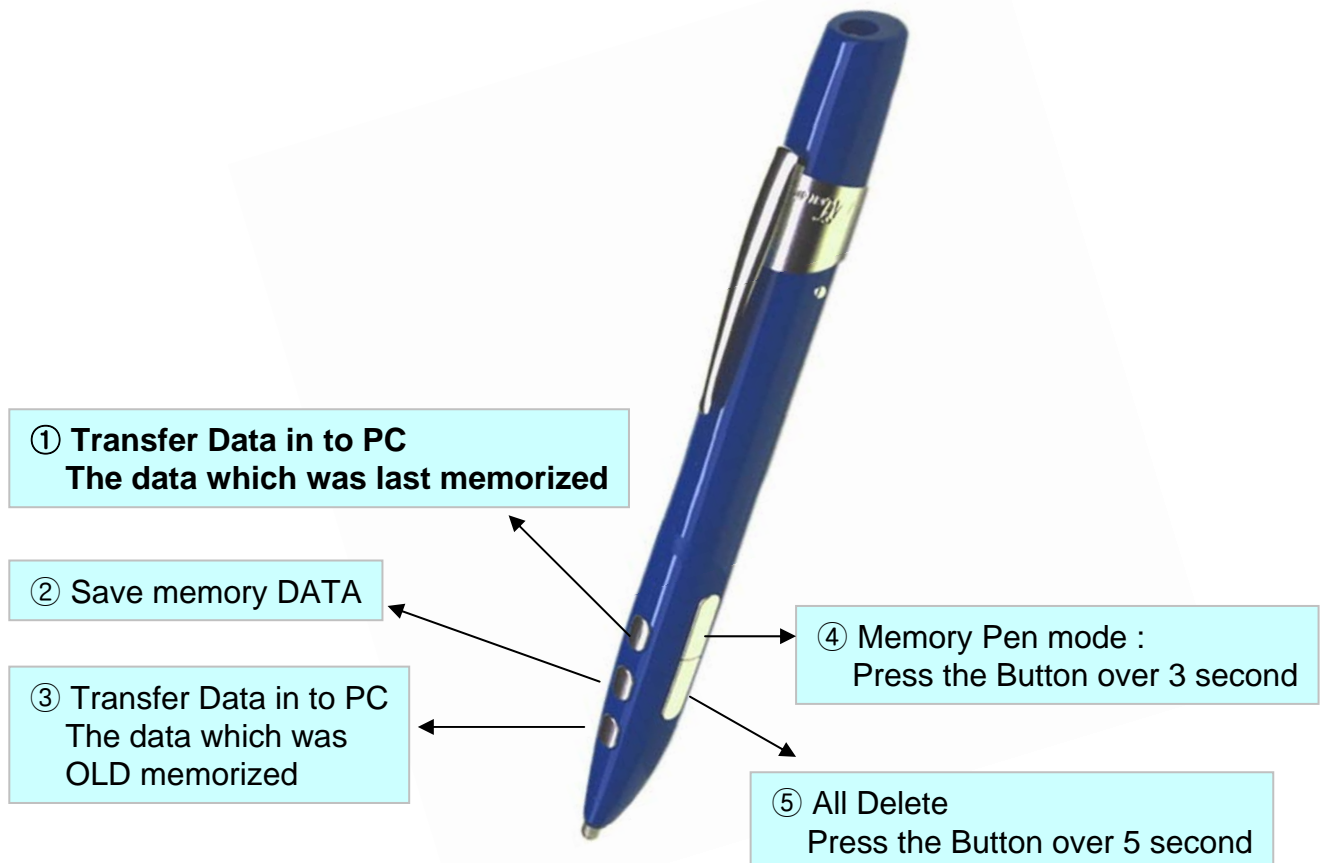 ① Transfer Data in to PC
The data which was last memorized
② Save memory DATA
③ Transfer Data in to PC
The data which was
OLD memorized
④ Memory Pen mode :
Press the Button over 3 second
⑤ All Delete
Press the Button over 5 second